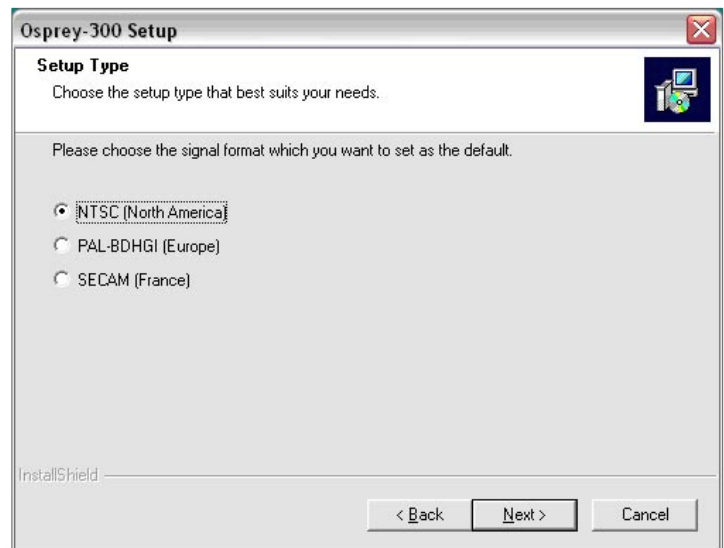 Osprey-300 Setup
Setup Type
Choose the setup type that best suits your needs.
Please choose the signal format which you want to set as the default.
NTSC (North America)
PAL-BDHGI (Europe)
SECAM (France)
InstallShield
< Back
Next >
Cancel